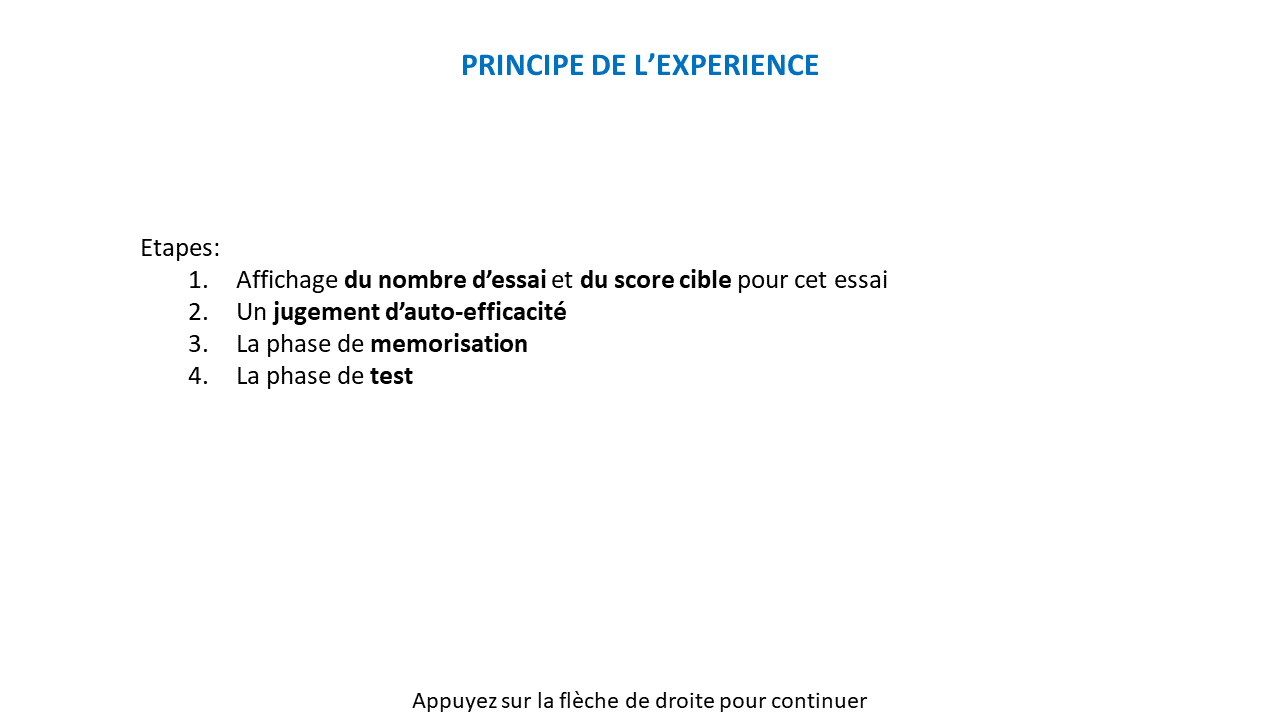 PRINCIPE DE L’EXPERIENCE
Etapes:
1. Affichage du nombre d’essai et du score cible pour cet essai
2. Un jugement d’auto-efficacité
3. La phase de memorisation
4. La phase de test
Appuyez sur la flèche de droite pour continuer